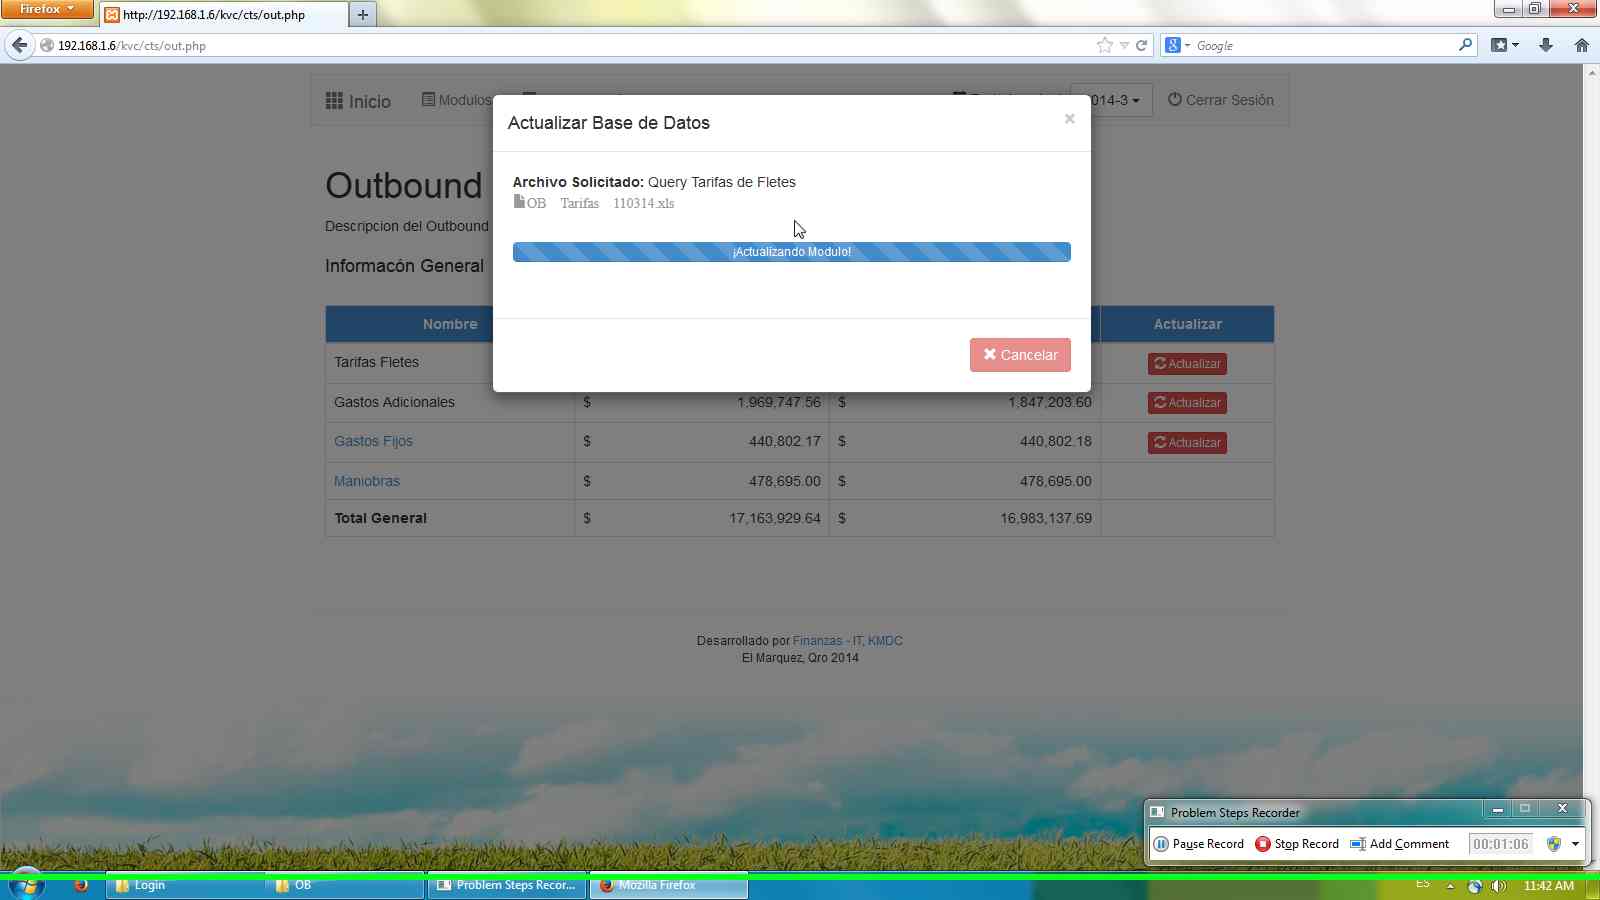 Firefox
http://192.168.1.6/kvc/cts/out.php
192.168.1.6/kvc/cts/out.php
Google
Inicio
Modulos
014-3
Cerrar Sesión
Actualizar Base de Datos
Archivo Solicitado: Query Tarifas de Fletes
OB Tarifas 110314.xls
¡Actualizando Modulo!
Cancelar
Outbound
Descripcion del Outbound
Informacón General
Nombre Actualizar
Tarifas Fletes Actualizar
Gastos Adicionales $ 1,969,747.56 $ 1,847,203.60 Actualizar
Gastos Fijos $ 440,802.17 $ 440,802.18 Actualizar
Maniobras $ 478,695.00 $ 478,695.00
Total General $ 17,163,929.64 $ 16,983,137.69
Desarrollado por Finanzas - IT, KMDC
El Marquez, Qro 2014
Problem Steps Recorder
Pause Record Stop Record Add Comment 00:01:06
Login
OB
Problem Steps Recor...
Mozilla Firefox
ES
11:42 AM